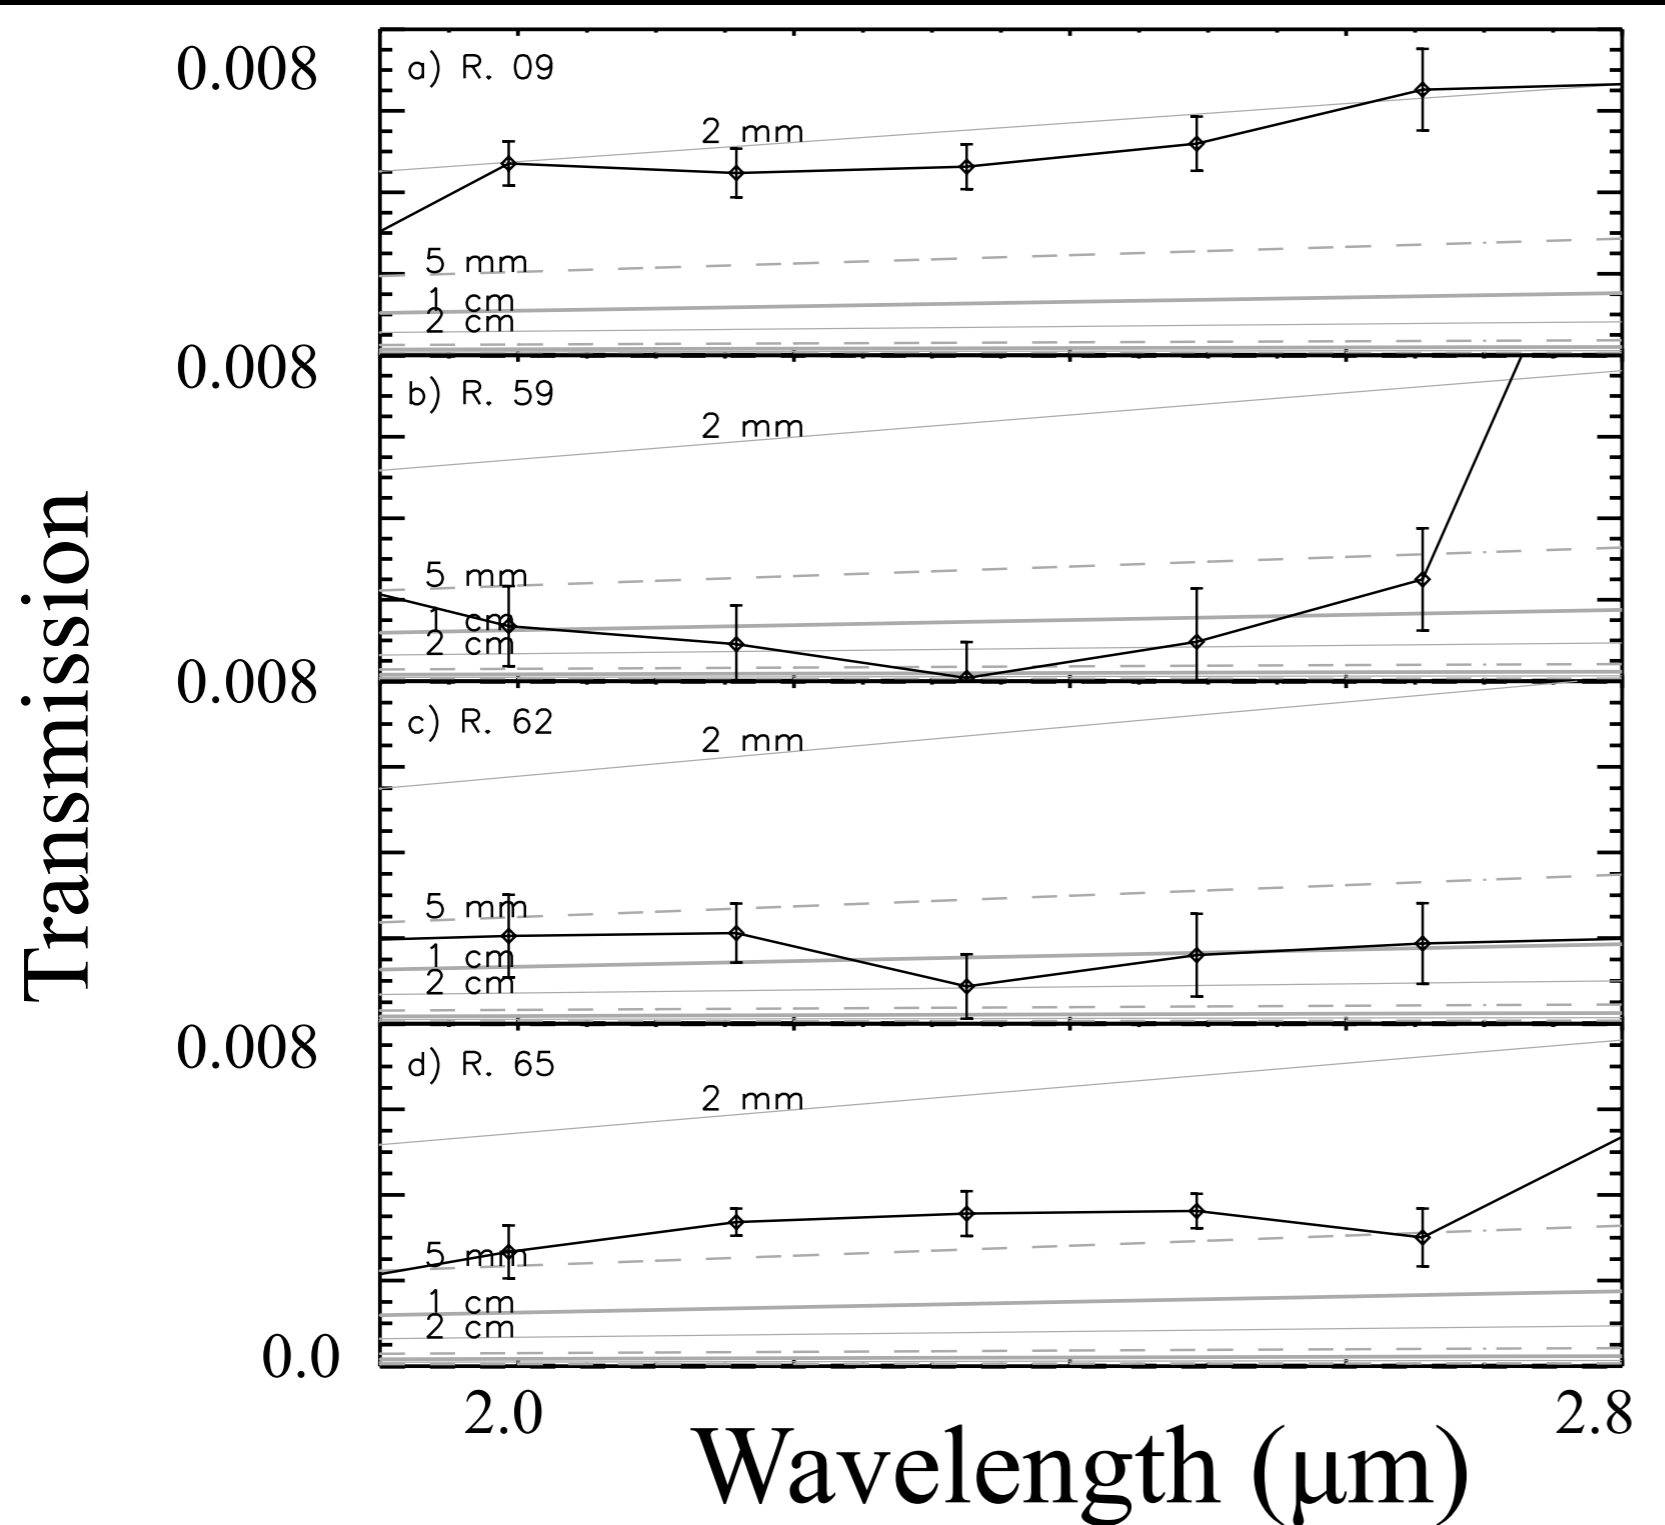 0.008
a) R. 09
2 mm
5 mm
1 cm
2 cm
0.008
b) R. 59
2 mm
5 mm
1 cm
2 cm
0.008
c) R. 62
2 mm
5 mm
1 cm
2 cm
0.008
d) R. 65
2 mm
5 mm
1 cm
2 cm
0.0
2.0
2.8
Wavelength (μm)
Transmission